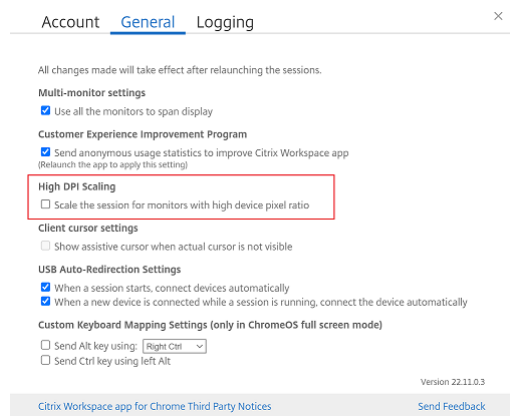 Account General Logging
All changes made will take effect after relaunching the sessions.
Multi-monitor settings
Use all the monitors to span display
Customer Experience Improvement Program
Send anonymous usage statistics to improve Citrix Workspace app
(Relaunch the app to apply this setting)
High DPI Scaling
Scale the session for monitors with high device pixel ratio
Client cursor settings
Show assistive cursor when actual cursor is not visible
USB Auto-Redirection Settings
When a session starts, connect devices automatically
When a new device is connected while a session is running, connect the device automatically
Custom Keyboard Mapping Settings (only in ChromeOS full screen mode)
Send Alt key using: Right Ctrl
Send Ctrl key using left Alt
Version 22.11.0.3
Citrix Workspace app for Chrome Third Party Notices Send Feedback